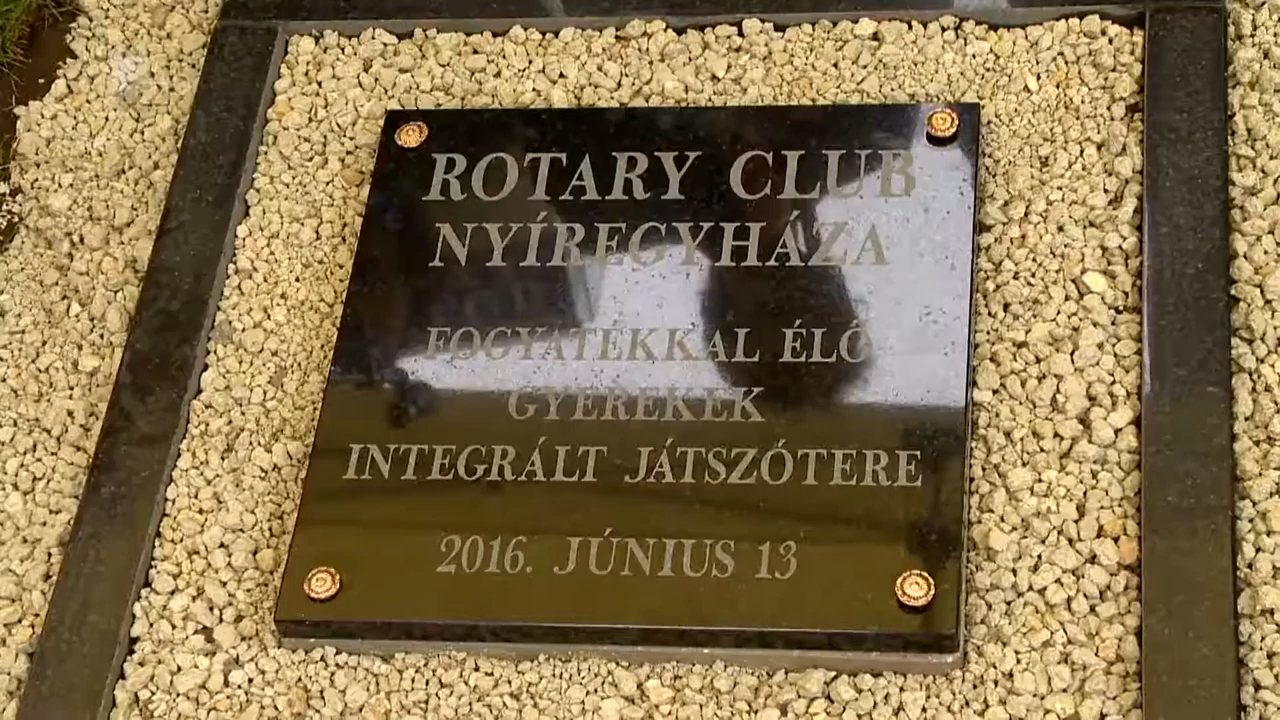 ROTARY CLUB
NYÍREGYHÁZA
FOGYATÉKKAL ÉLŐ
GYEREKEK
INTEGRÁLT JÁTSZÓTERE
2016. JÚNIUS 13